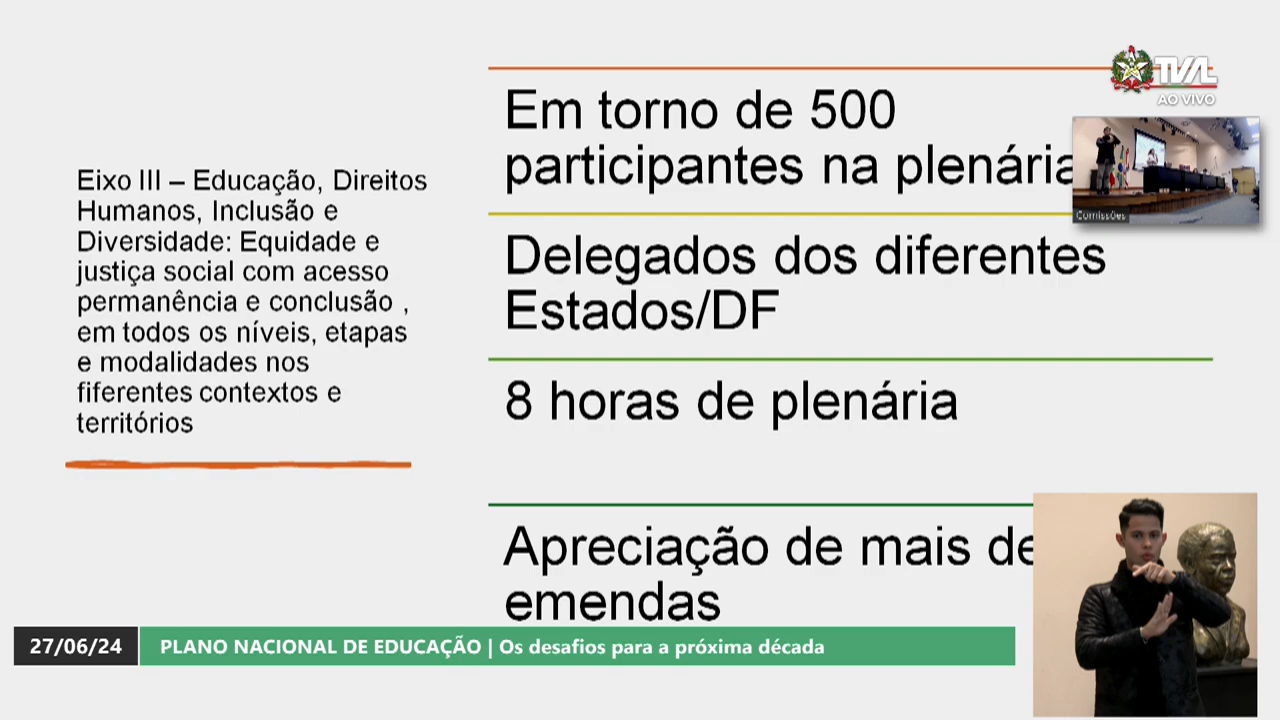 Eixo III – Educação, Direitos
Humanos, Inclusão e
Diversidade: Equidade e
justiça social com acesso
permanência e conclusão ,
em todos os níveis, etapas
e modalidades nos
fiferentes contextos e
territórios
Em torno de 500
participantes na plenária
Delegados dos diferentes
Estados/DF
8 horas de plenária
Apreciação de mais de
emendas
TVAL
AO VIVO
Comissões
27/06/24
PLANO NACIONAL DE EDUCAÇÃO | Os desafios para a próxima década